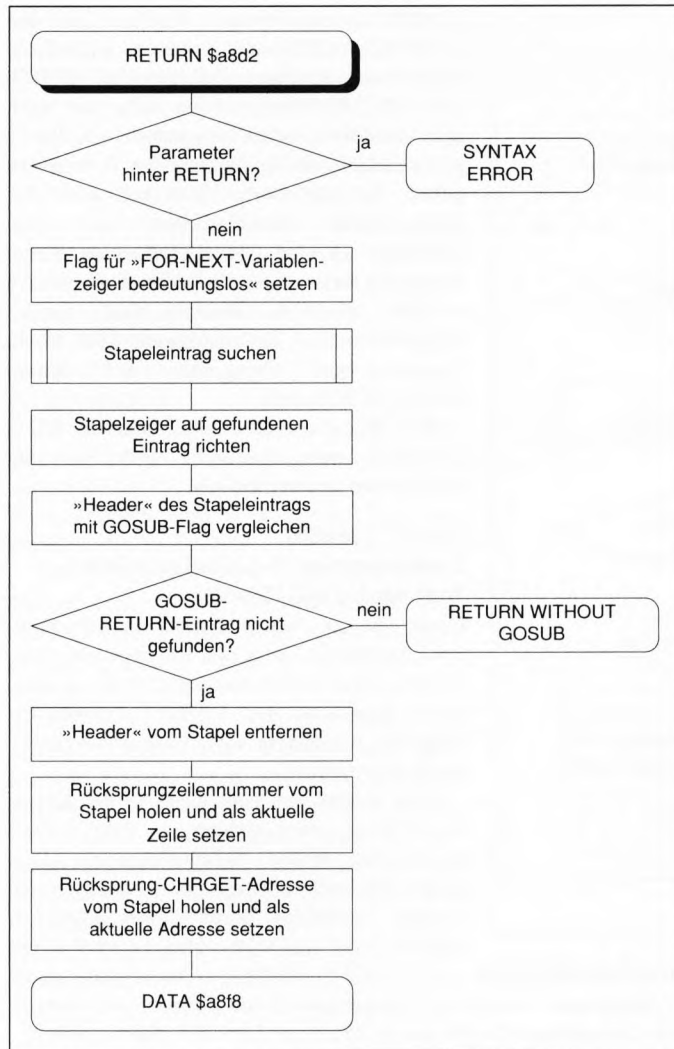 RETURN $a8d2
Parameter
hinter RETURN?
ja
SYNTAX
ERROR
nein
Flag für »FOR-NEXT-Variablen-
zeiger bedeutungslos« setzen
Stapeleintrag suchen
Stapelzeiger auf gefundenen
Eintrag richten
»Header« des Stapeleintrags
mit GOSUB-Flag vergleichen
GOSUB-
RETURN-Eintrag nicht
gefunden?
nein
RETURN WITHOUT
GOSUB
ja
»Header« vom Stapel entfernen
Rücksprungzeilennummer vom
Stapel holen und als aktuelle
Zeile setzen
Rücksprung-CHRGET-Adresse
vom Stapel holen und als
aktuelle Adresse setzen
DATA $a8f8